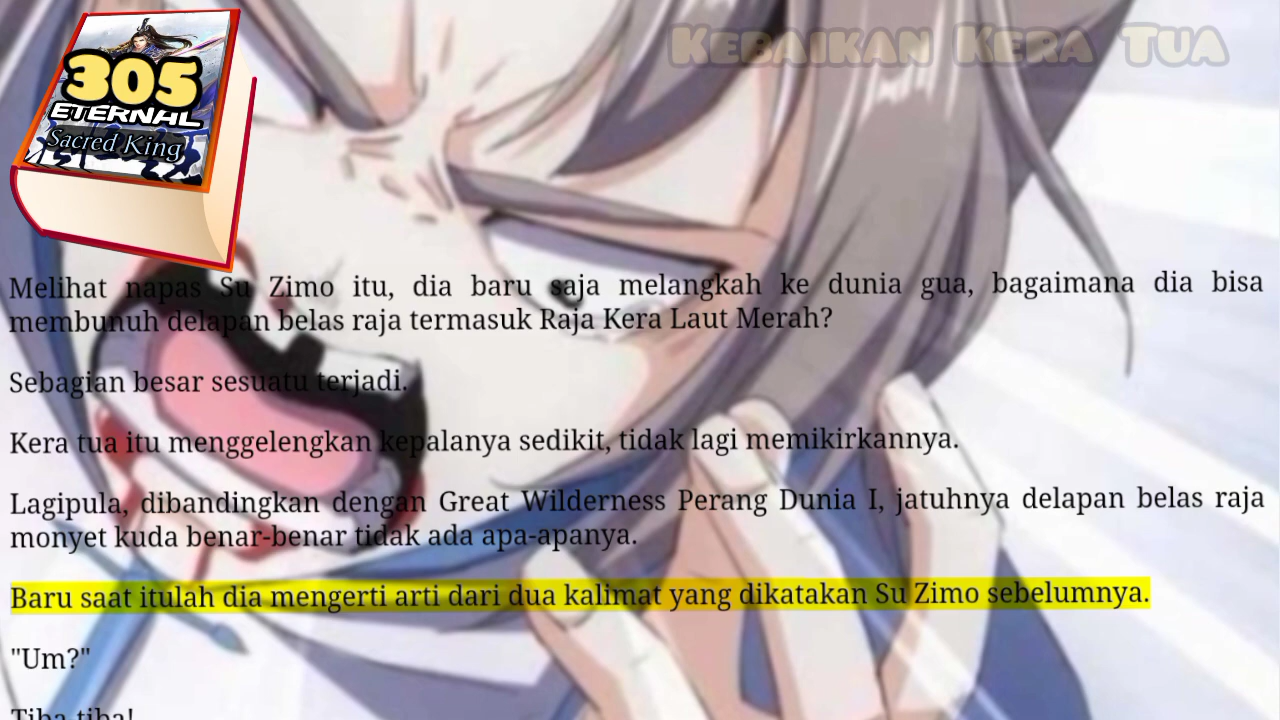 Kebaikan Kera Tua
305
ETERNAL
Sacred King
Melihat napas Su Zimo itu, dia baru saja melangkah ke dunia gua, bagaimana dia bisa
membunuh delapan belas raja termasuk Raja Kera Laut Merah?
Sebagian besar sesuatu terjadi.
Kera tua itu menggelengkan kepalanya sedikit, tidak lagi memikirkannya.
Lagipula, dibandingkan dengan Great Wilderness Perang Dunia I, jatuhnya delapan belas raja
monyet kuda benar-benar tidak ada apa-apanya.
Baru saat itulah dia mengerti arti dari dua kalimat yang dikatakan Su Zimo sebelumnya.
"Um?"
Tiba-tiba!